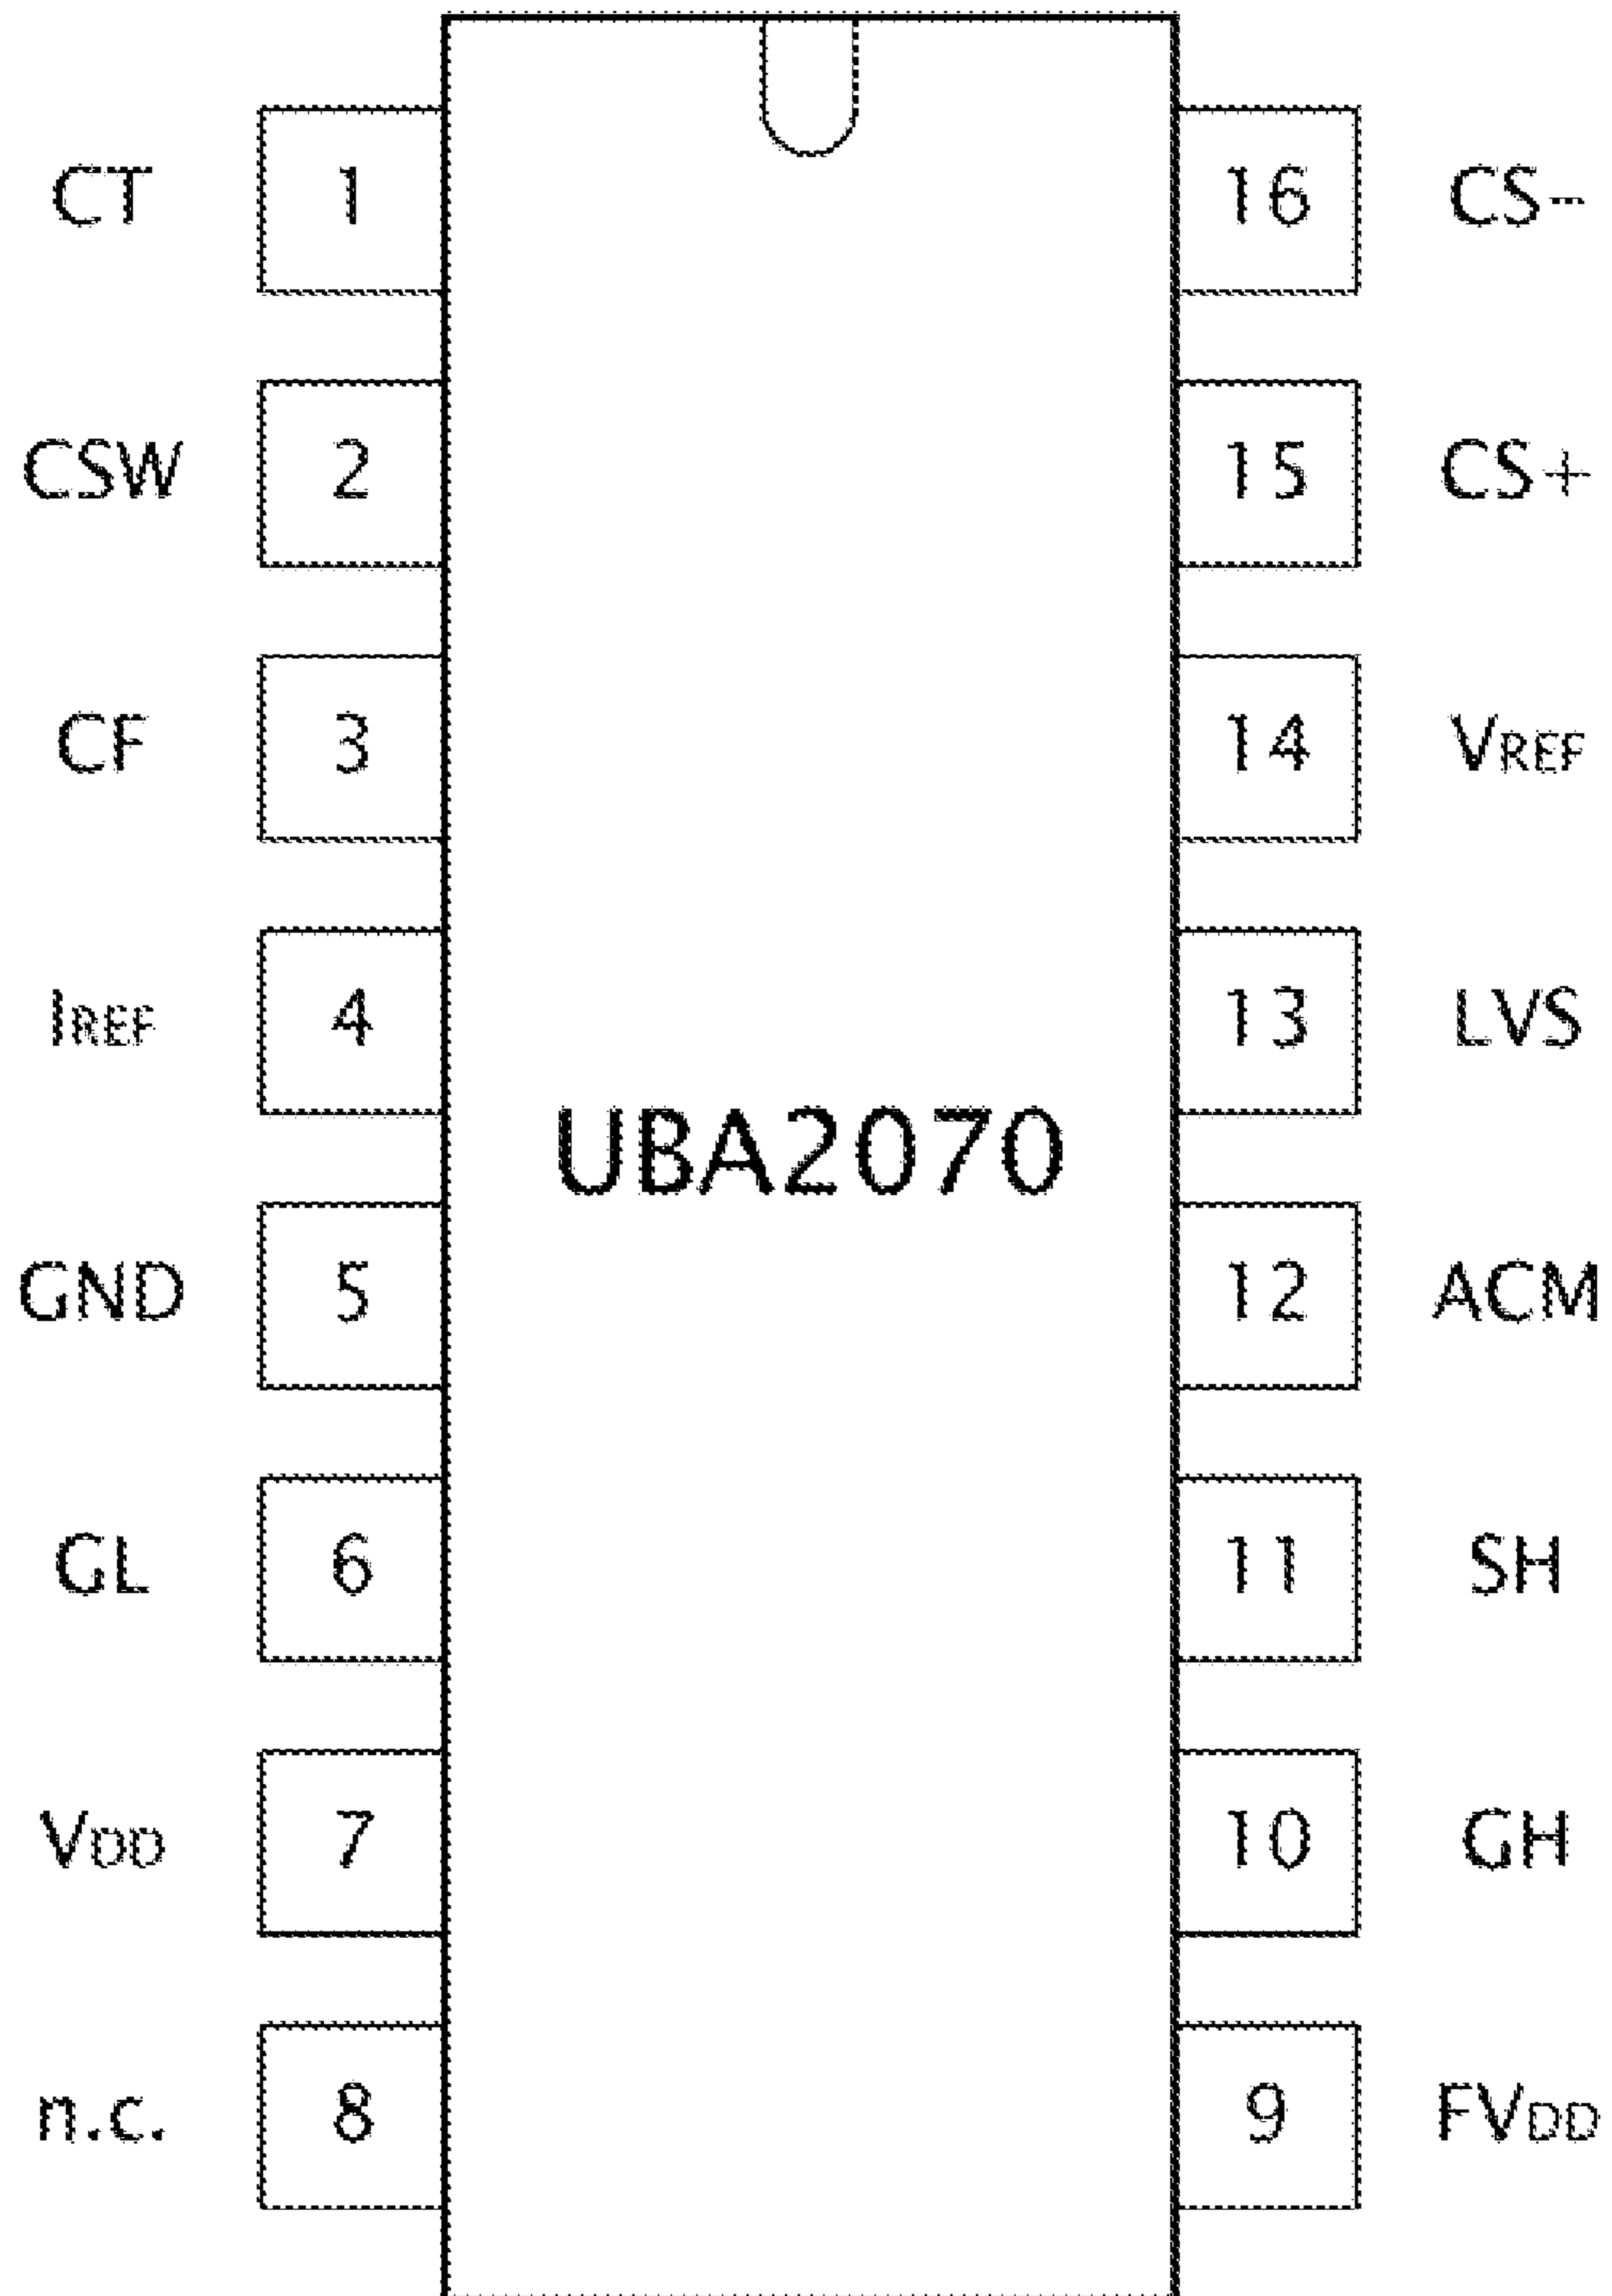 CT 1 16 CS-
CSW 2 15 CS+
CF 3 14 VREF
IREF 4 13 LVS
UBA2070
GND 5 12 ACM
GL 6 11 SH
VDD 7 10 GH
n.c. 8 9 FVDD